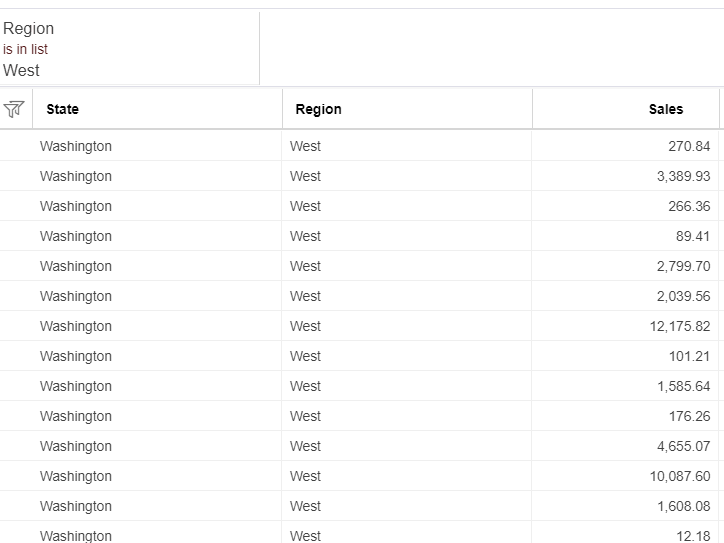 Region
is in list
West
State Region Sales
Washington West 270.84
Washington West 3,389.93
Washington West 266.36
Washington West 89.41
Washington West 2,799.70
Washington West 2,039.56
Washington West 12,175.82
Washington West 101.21
Washington West 1,585.64
Washington West 176.26
Washington West 4,655.07
Washington West 10,087.60
Washington West 1,608.08
Washington West 12.18